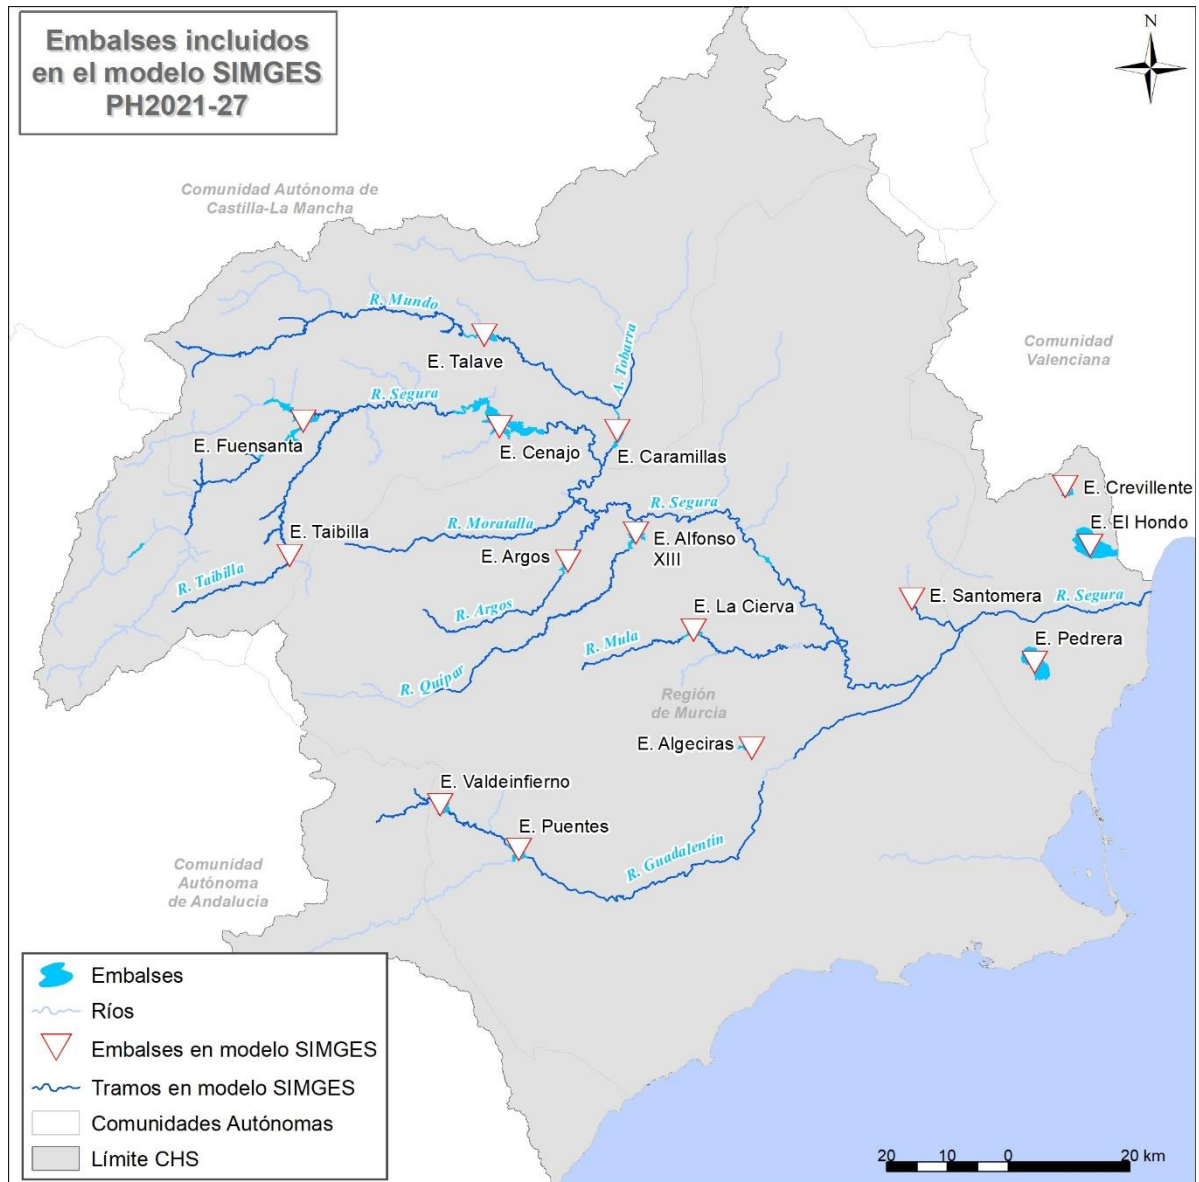 Embalses incluidos
en el modelo SIMGES
PH2021-27
N
Comunidad Autónoma de
Castilla-La Mancha
R. Mundo
E. Talave
A. Tobarra
Comunidad
Valenciana
R. Segura
E. Fuensanta
E. Cenajo
E. Caramillas
E. Crevillente
R. Segura
E. El Hondo
R. Moratalla
E. Alfonso
XIII
E. Taibilla
E. Argos
R. Taibilla
E. Santomera
R. Segura
R. Argos
E. La Cierva
R. Mula
E. Pedrera
R. Quipar
Región
de Murcia
E. Algeciras
E. Valdeinfierno
E. Puentes
R. Guadalentín
Comunidad
Autónoma
de Andalucía
Embalses
Ríos
Embalses en modelo SIMGES
Tramos en modelo SIMGES
Comunidades Autónomas
Límite CHS
20 10 0 20 km